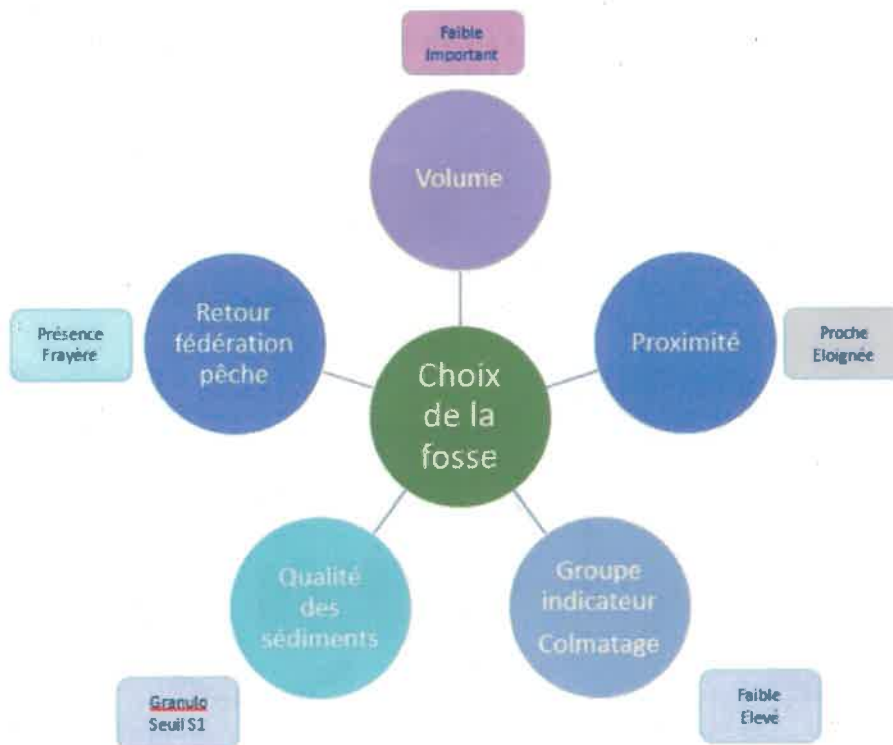 Faible
Important
Volume
Retour
fédération
pêche
Présence
Frayère
Proximité
Proche
Eloignée
Choix
de la
fosse
Qualité
des
sédiments
Groupe
indicateur
Colmatage
Granulo
Seuil S1
Faible
Elevé